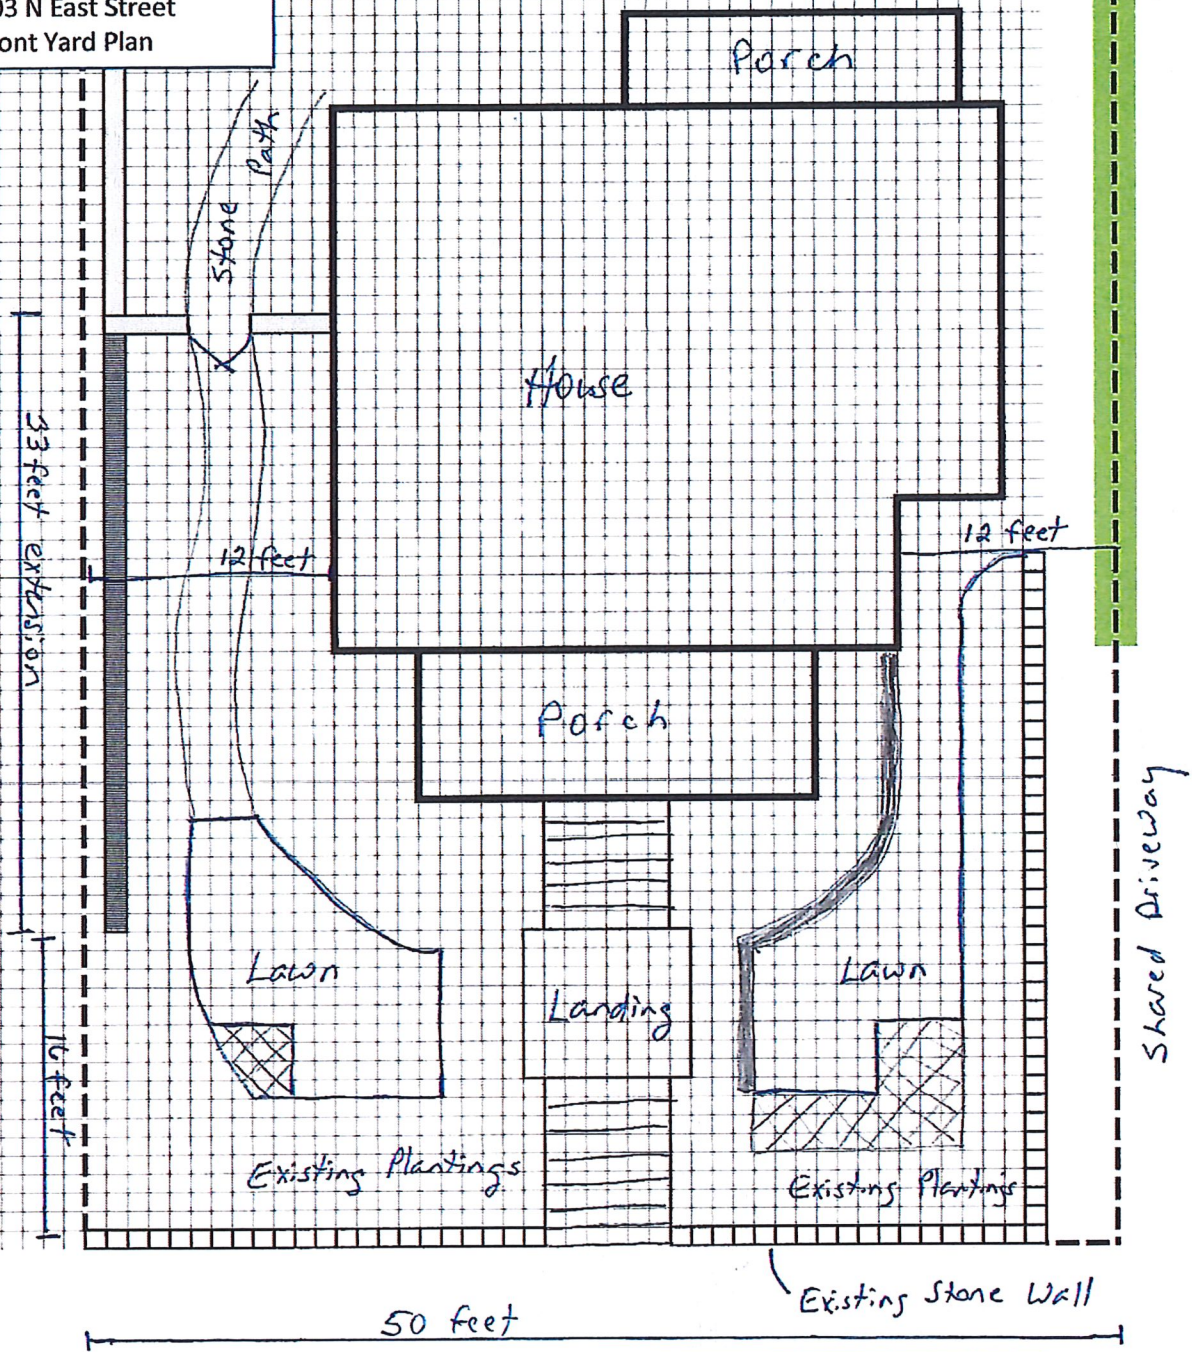 03 N East Street
ont Yard Plan
Porch
Stone Path
House
33 feet extension
12 feet
12 feet
Porch
Lawn
Landing
Lawn
Shared Driveway
16 feet
Existing Plantings
Existing Plantings
Existing Stone Wall
50 feet